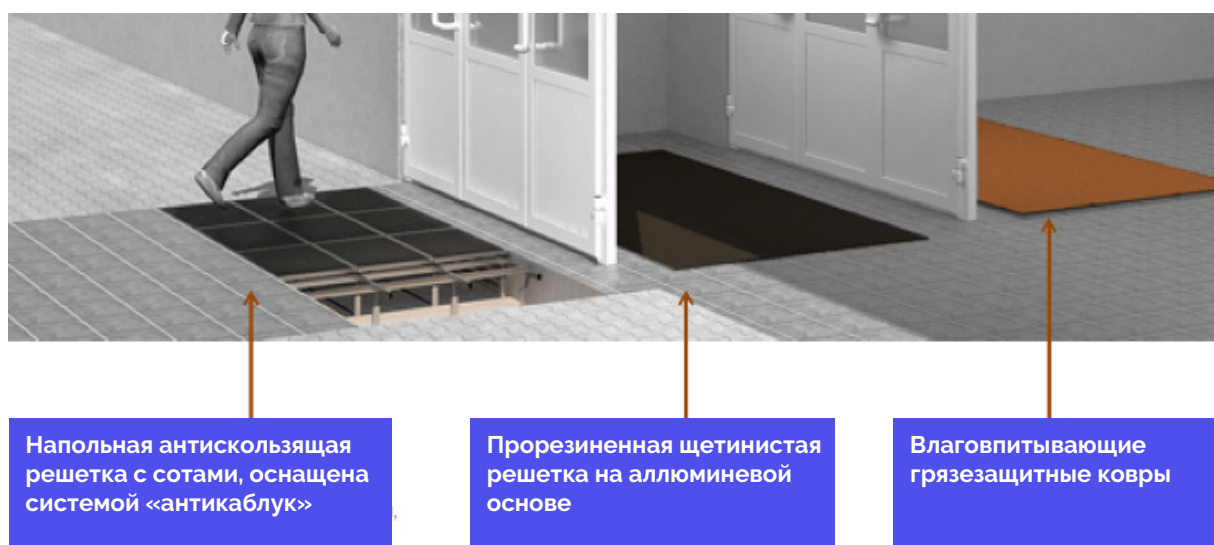 Напольная антискользящая
решетка с сотами, оснащена
системой «антикаблук»
Прорезиненная щетинистая
решетка на аллюминевой
основе
Влаговпитывающие
грязезащитные ковры